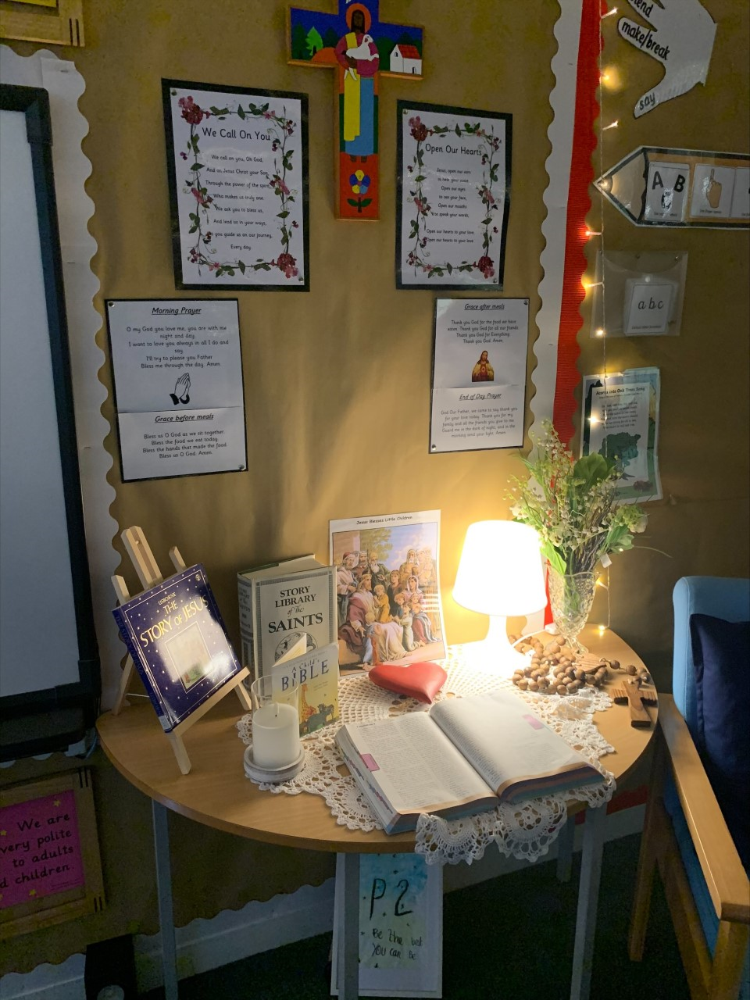 We Call On You
We call on you, Oh God,
And on Jesus Christ your Son,
Through the power of the spirit,
Who makes us truly one.
We ask you to bless us,
And lead us in your ways,
you guide us on our journey,
Every day.
Open Our Hearts
Jesus, open our ears
to hear your voice,
Open our eyes
to see your face,
Open our mouths
to speak your words,
Open our hearts to your love
Open our hearts to your love
Morning Prayer
O my God you love me, you are with me
night and day.
I want to love you always in all I do and
say.
I'll try to please you Father
Bless me through the day. Amen.
Grace before meals
Bless us O God as we sit together.
Bless the food we eat today.
Bless the hands that made the food
Bless us O God. Amen.
Grace after meals
Thank you God for the food we have
eaten. Thank you God for all our friends.
Thank you God for Everything.
Thank you God. Amen.
End of Day Prayer
God Our Father, we come to say thank you
for your love today. Thank you for my
family and all the friends you give to me.
Guard me in the dark of night, and in the
morning send your light. Amen.
make/break
say
A B
abc
Oak Trees Song
USBORNE
THE
STORY OF JESUS
STORY
LIBRARY
of the
SAINTS
A Child's
BIBLE
Jesus Blesses Little Children
We are
very polite
to adults
children.
P.2
Be the best
you can be